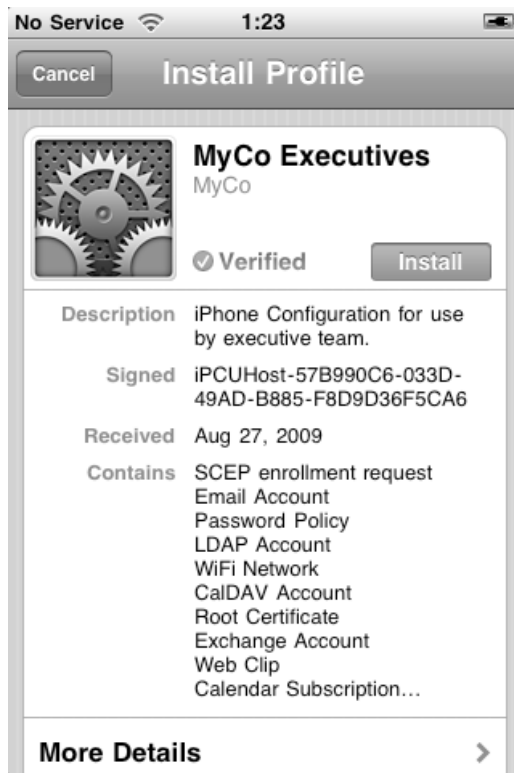 No Service 1:23
Cancel Install Profile
MyCo Executives
MyCo
Verified Install
Description iPhone Configuration for use
by executive team.
Signed iPCUHost-57B990C6-033D-
49AD-B885-F8D9D36F5CA6
Received Aug 27, 2009
Contains SCEP enrollment request
Email Account
Password Policy
LDAP Account
WiFi Network
CalDAV Account
Root Certificate
Exchange Account
Web Clip
Calendar Subscription...
More Details